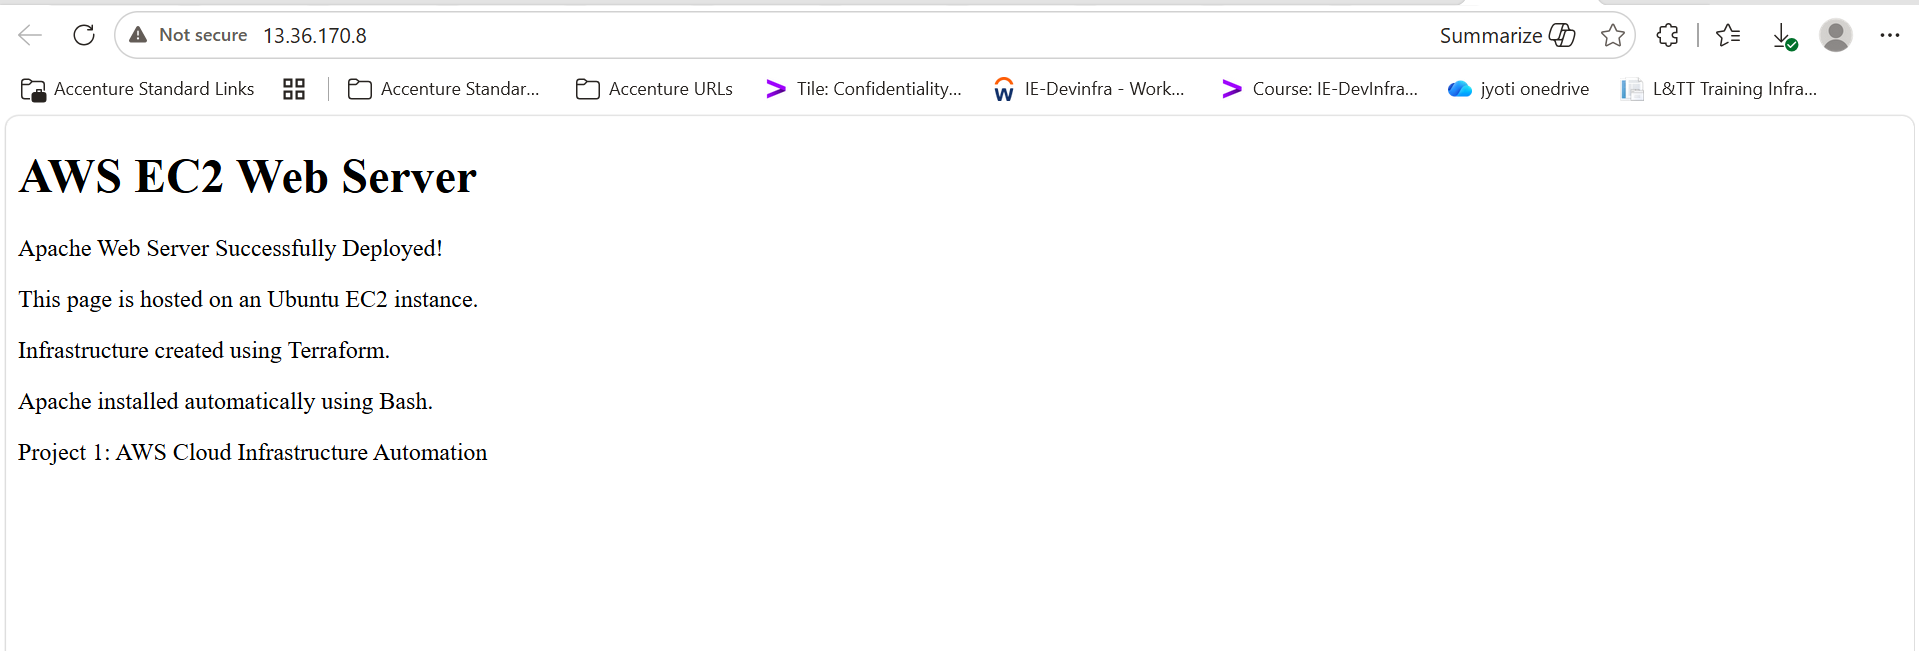 Not secure 13.36.170.8 Summarize
Accenture Standard Links Accenture Standar... Accenture URLs Tile: Confidentiality... IE-Devinfra - Work... Course: IE-DevInfra... jyoti onedrive L&TT Training Infra...
AWS EC2 Web Server
Apache Web Server Successfully Deployed!
This page is hosted on an Ubuntu EC2 instance.
Infrastructure created using Terraform.
Apache installed automatically using Bash.
Project 1: AWS Cloud Infrastructure Automation